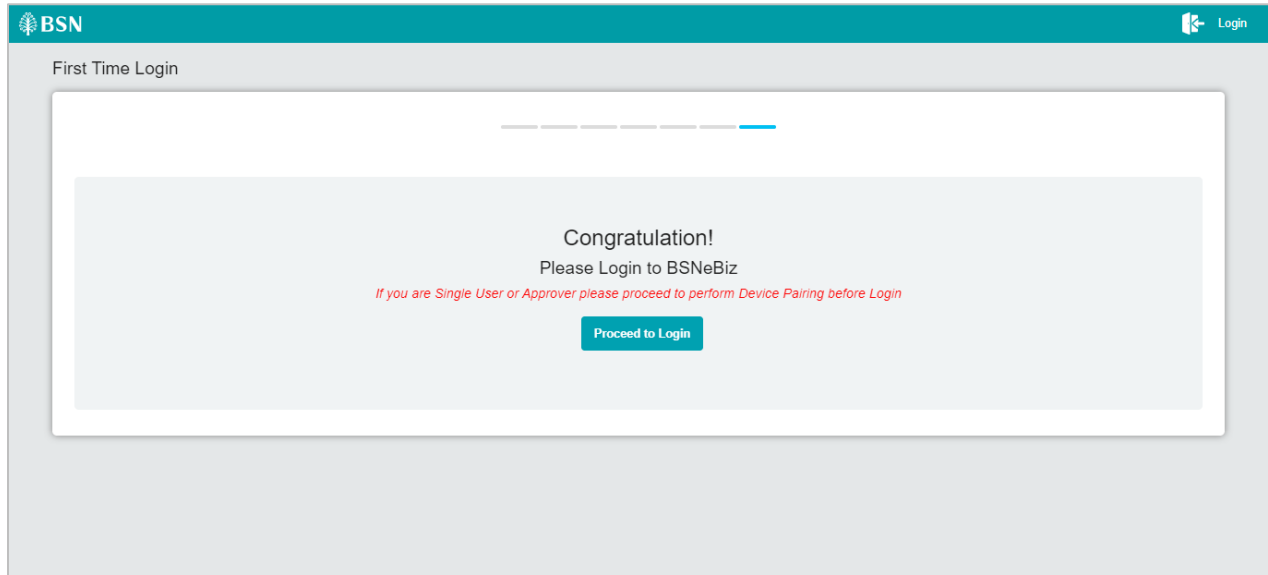 BSN
Login
First Time Login
Congratulation!
Please Login to BSNeBiz
If you are Single User or Approver please proceed to perform Device Pairing before Login
Proceed to Login